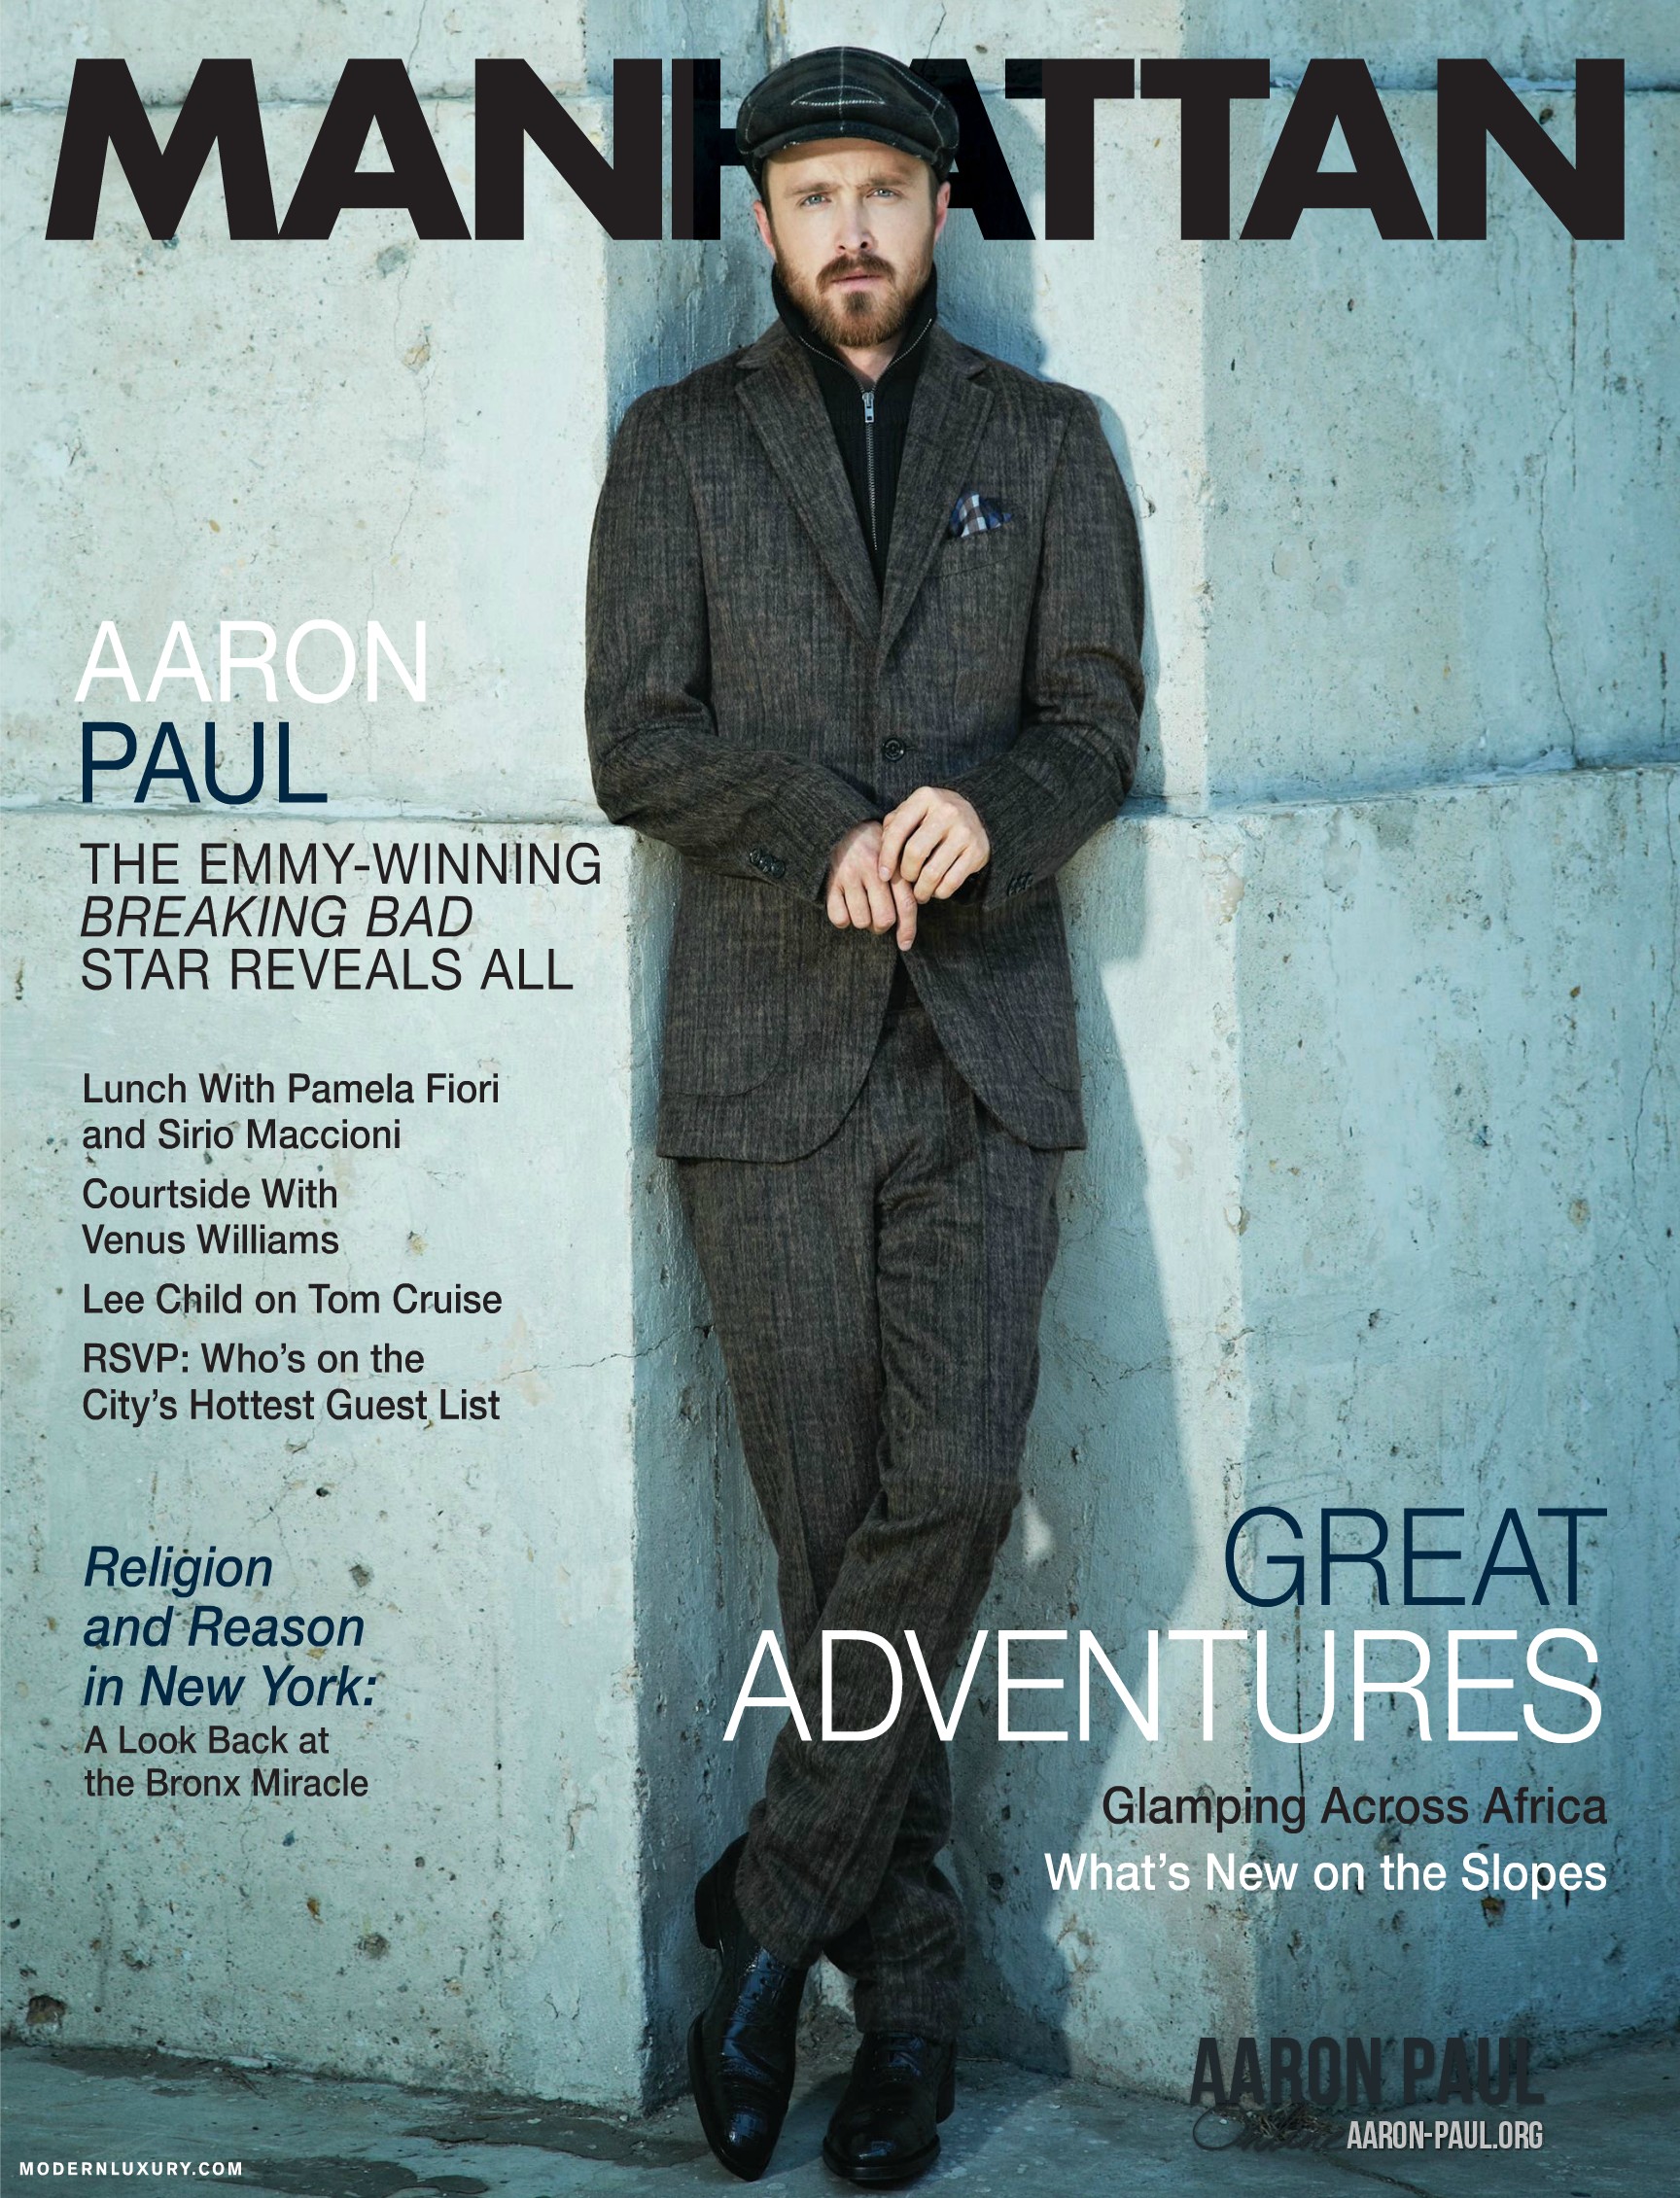 MANHATTAN
AARON
PAUL
THE EMMY-WINNING
BREAKING BAD
STAR REVEALS ALL
Lunch With Pamela Fiori
and Sirio Maccioni
Courtside With
Venus Williams
Lee Child on Tom Cruise
RSVP: Who’s on the
City’s Hottest Guest List
Religion
and Reason
in New York:
A Look Back at
the Bronx Miracle
GREAT
ADVENTURES
Glamping Across Africa
What’s New on the Slopes
AARON PAUL
AARON-PAUL.ORG
MODERNLUXURY.COM